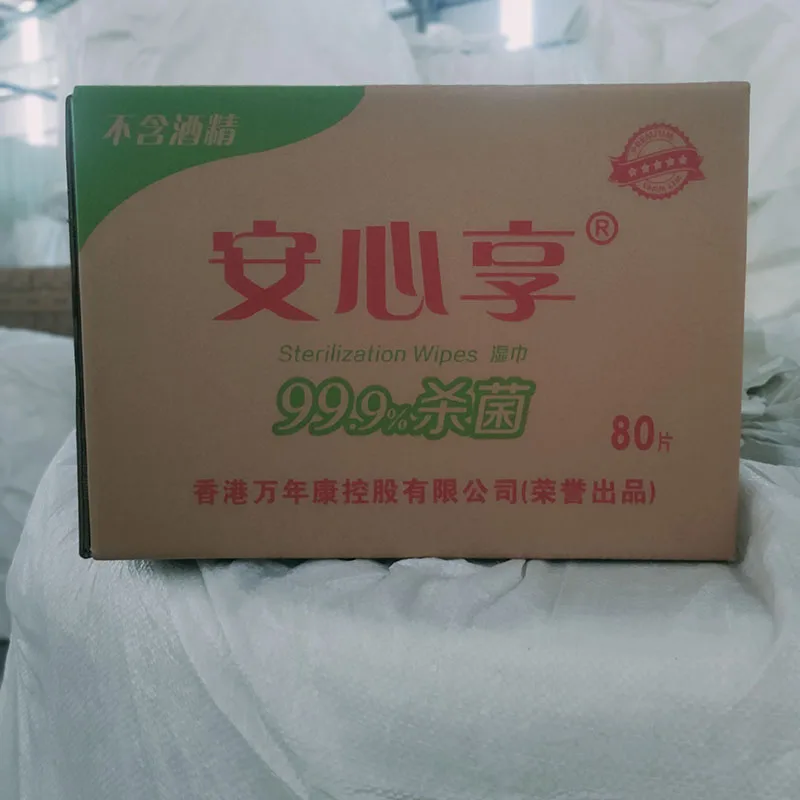 不含酒精
PREMIUM
安心享®
Sterilization Wipes 湿巾
99.9%杀菌
80片
香港万年康控股有限公司(荣誉出品)